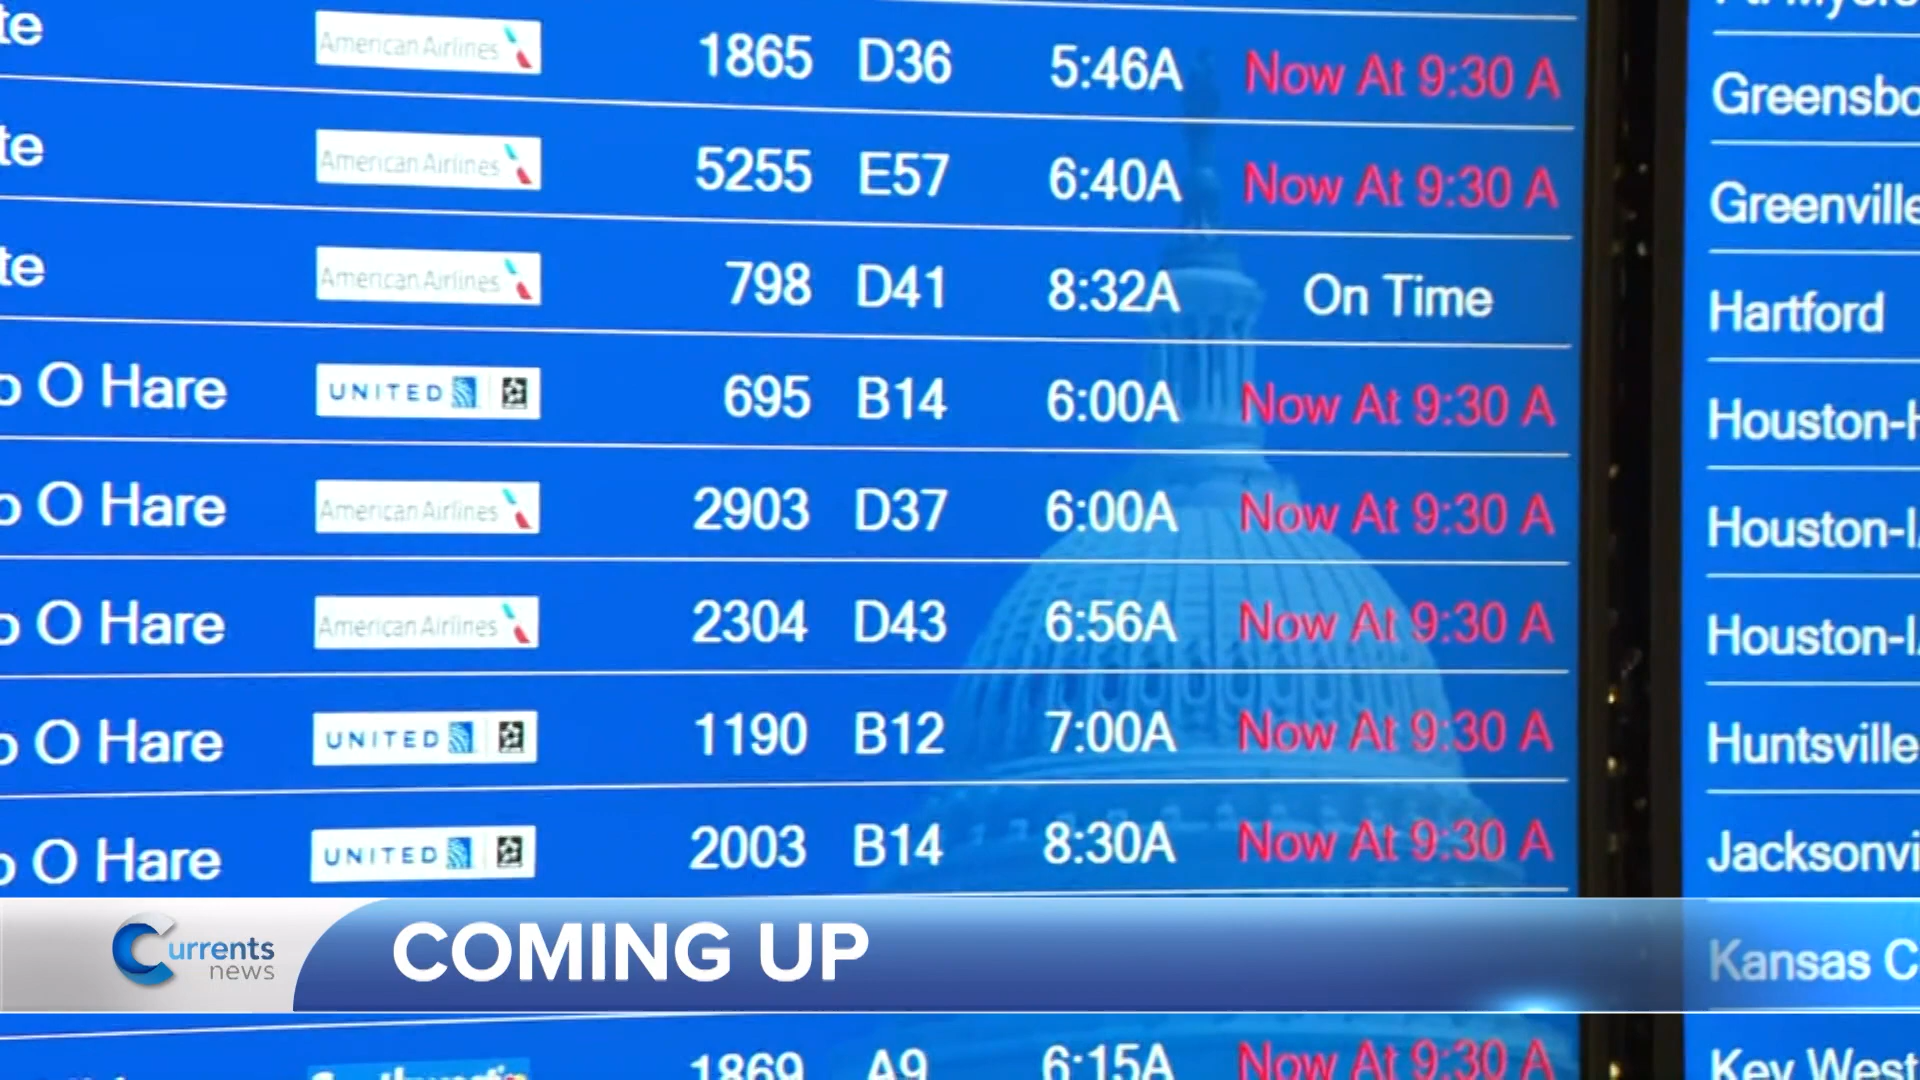 te American Airlines 1865 D36 5:46A Now At 9:30 A
te American Airlines 5255 E57 6:40A Now At 9:30 A
te American Airlines 798 D41 8:32A On Time
o O Hare UNITED 695 B14 6:00A Now At 9:30 A
o O Hare American Airlines 2903 D37 6:00A Now At 9:30 A
o O Hare American Airlines 2304 D43 6:56A Now At 9:30 A
o O Hare UNITED 1190 B12 7:00A Now At 9:30 A
o O Hare UNITED 2003 B14 8:30A Now At 9:30 A
1869 A9 6:15A Now At 9:30 A
Greensbo
Greenville
Hartford
Houston-H
Houston-I
Houston-I
Huntsville
Jacksonvi
Kansas C
Key West
Currents
news
COMING UP